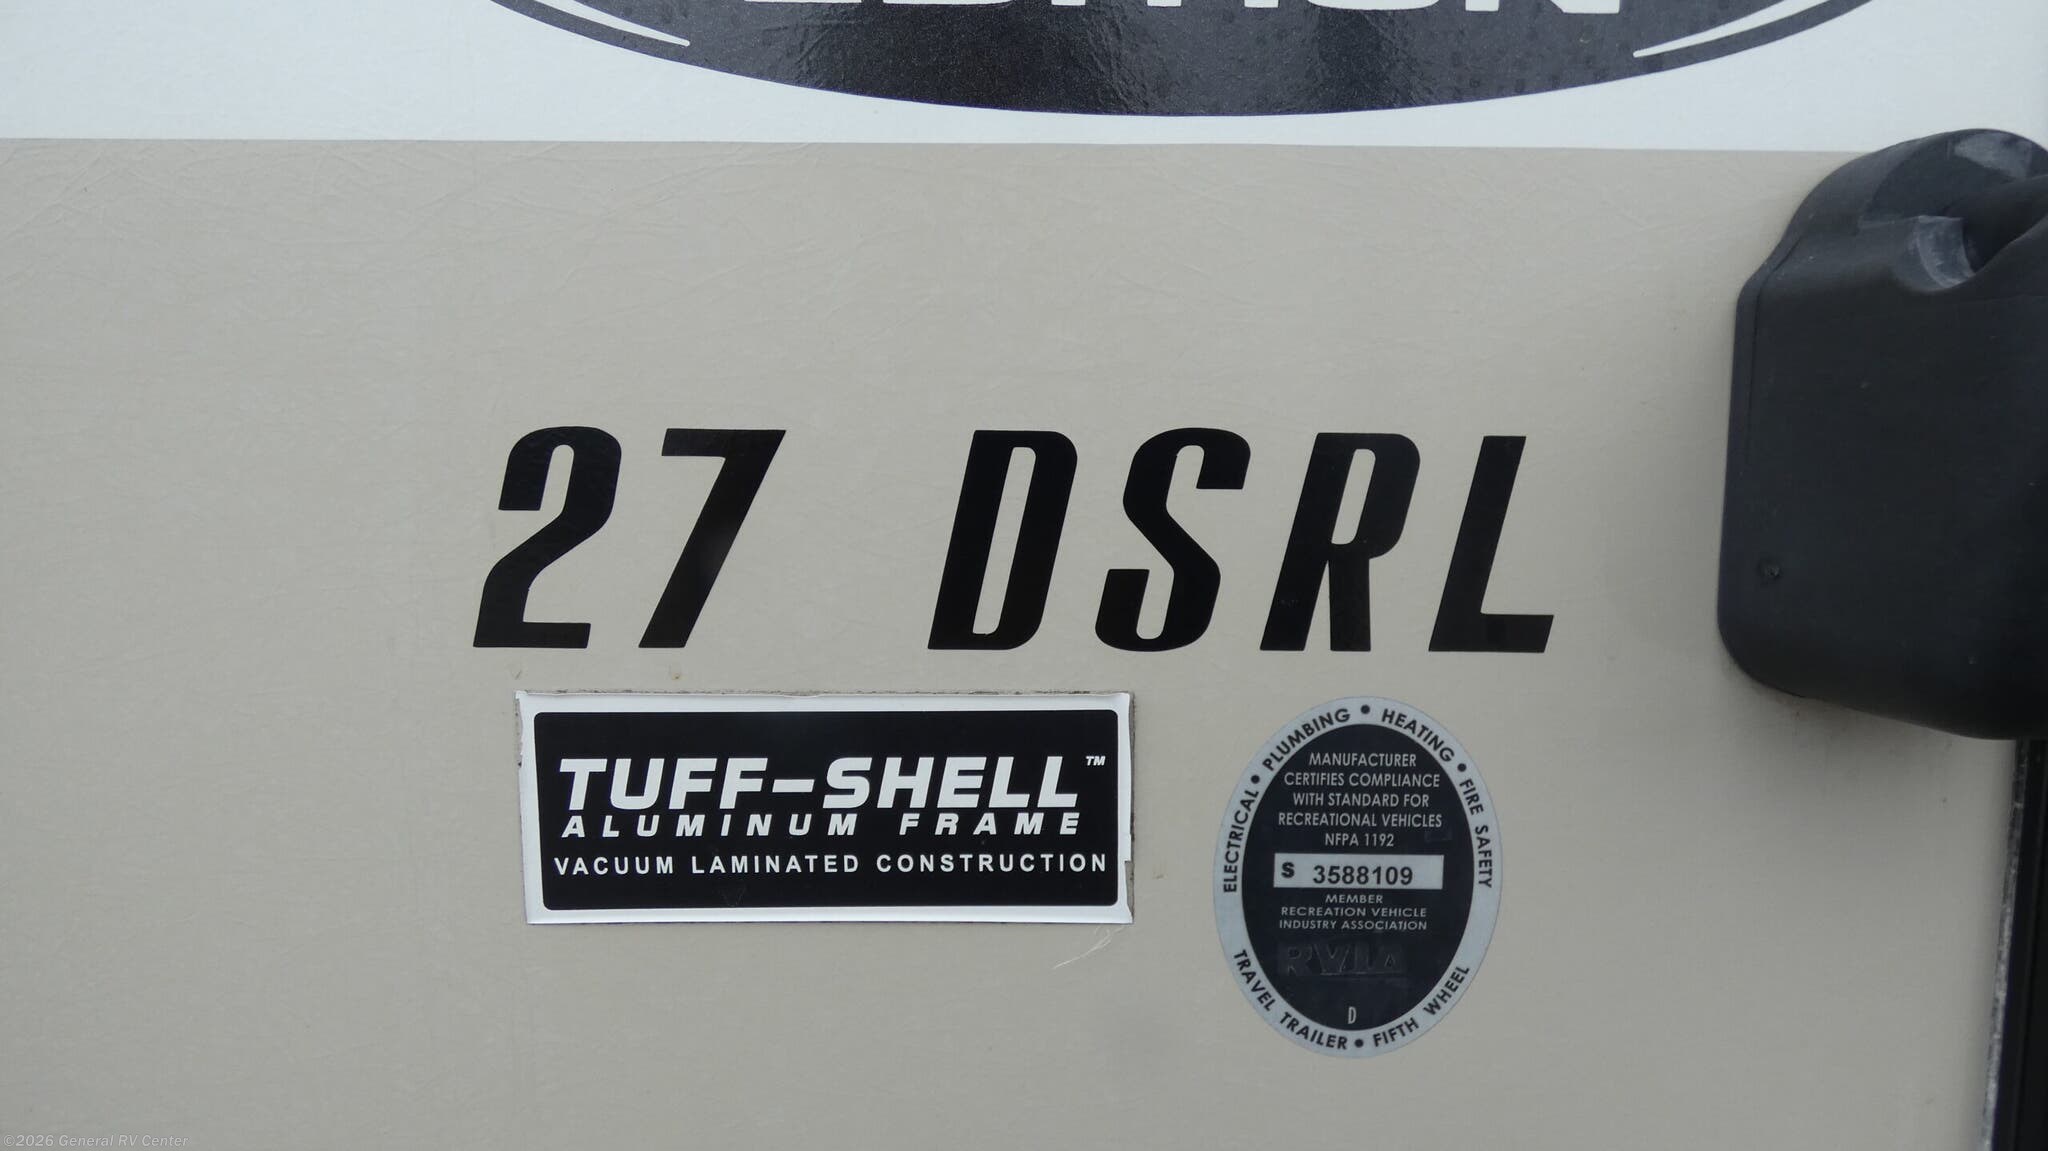 EDITION
27 DSRL
TUFF-SHELL™
ALUMINUM FRAME
VACUUM LAMINATED CONSTRUCTION
ELECTRICAL • PLUMBING • HEATING • FIRE SAFETY
MANUFACTURER
CERTIFIES COMPLIANCE
WITH STANDARD FOR
RECREATIONAL VEHICLES
NFPA 1192
S 3588109
MEMBER
RECREATION VEHICLE
INDUSTRY ASSOCIATION
RVIA
D
TRAVEL TRAILER • FIFTH WHEEL
©2026 General RV Center